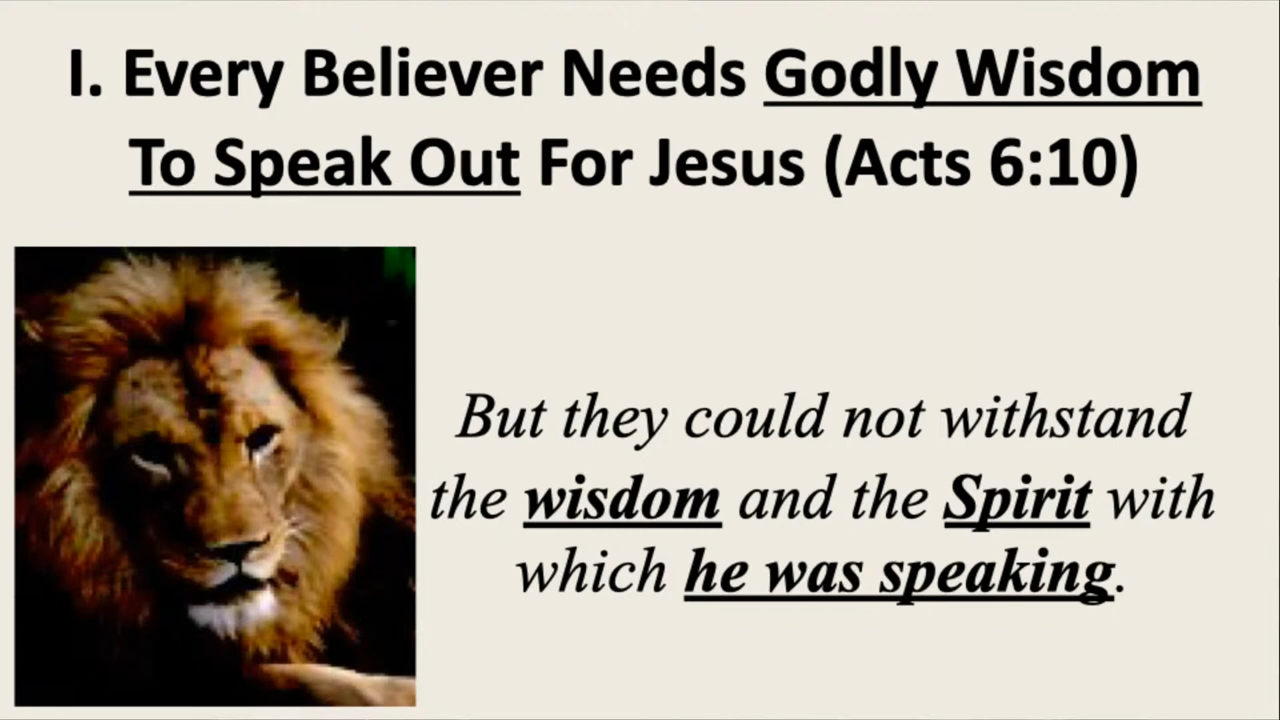 I. Every Believer Needs Godly Wisdom
To Speak Out For Jesus (Acts 6:10)
But they could not withstand
the wisdom and the Spirit with
which he was speaking.